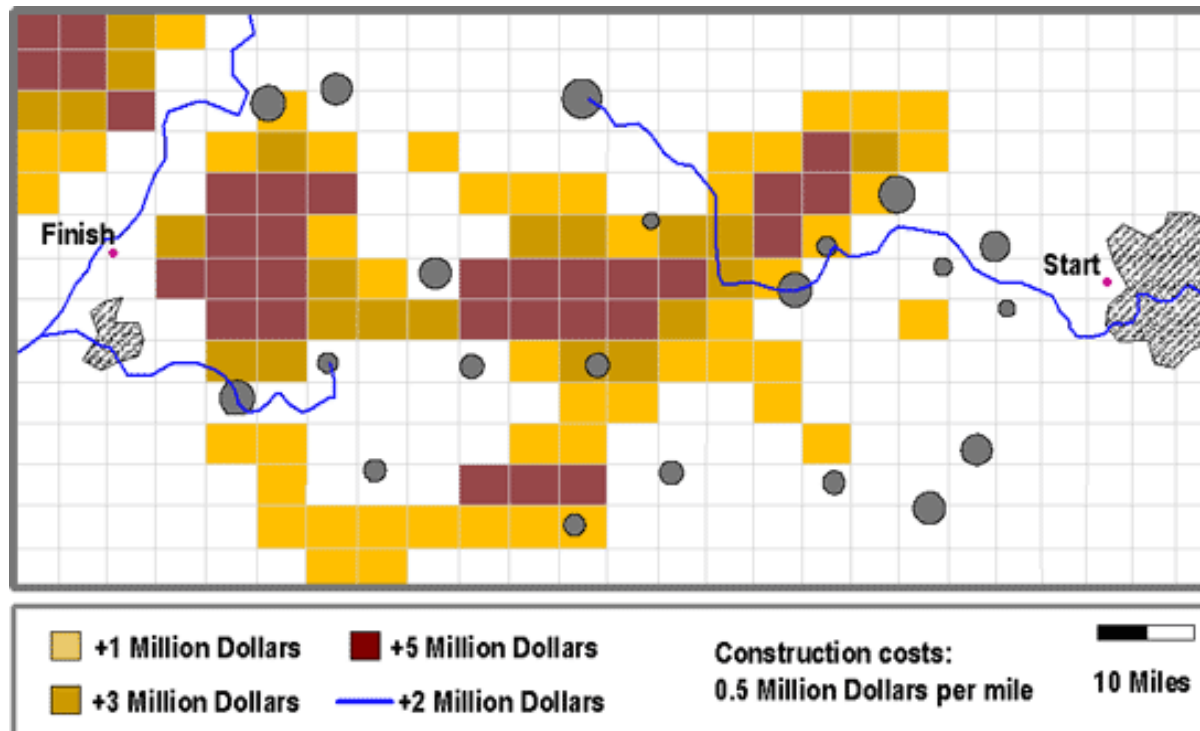 Finish
Start
+1 Million Dollars
+5 Million Dollars
Construction costs:
0.5 Million Dollars per mile
10 Miles
+3 Million Dollars
+2 Million Dollars